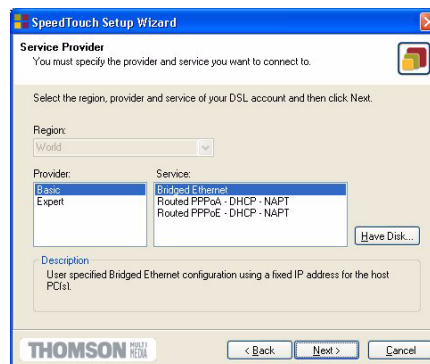 SpeedTouch Setup Wizard
Service Provider
You must specify the provider and service you want to connect to.
Select the region, provider and service of your DSL account and then click Next.
Region:
World
Provider:
Service:
Basic
Expert
Bridged Ethernet
Routed PPPoA - DHCP - NAPT
Routed PPPoE - DHCP - NAPT
Have Disk...
Description
User specified Bridged Ethernet configuration using a fixed IP address for the host
PC(s).
THOMSON MULTI MEDIA
< Back
Next >
Cancel